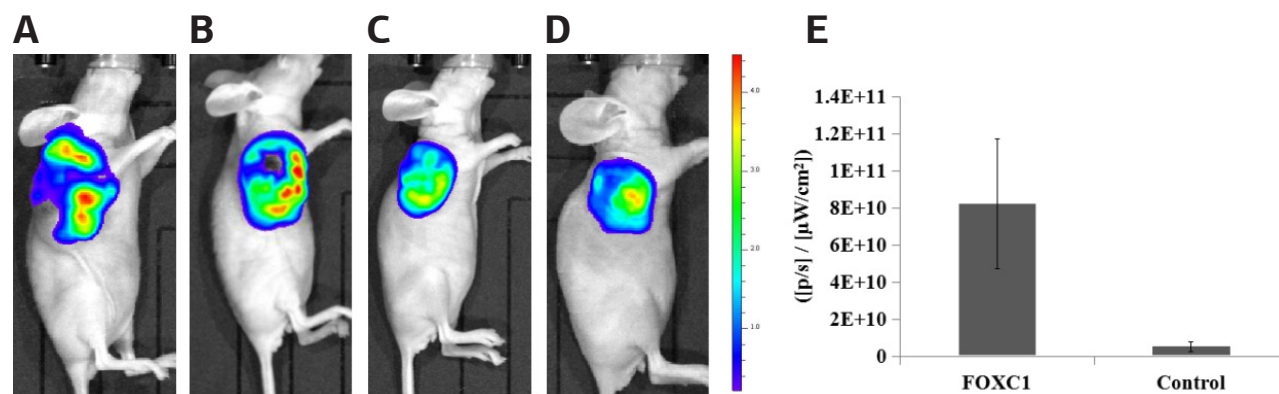 A B C D E
4.0
3.0
2.0
1.0
([p/s] / [µW/cm²])
1.4E+11
1.2E+11
1E+11
8E+10
6E+10
4E+10
2E+10
0
FOXC1 Control